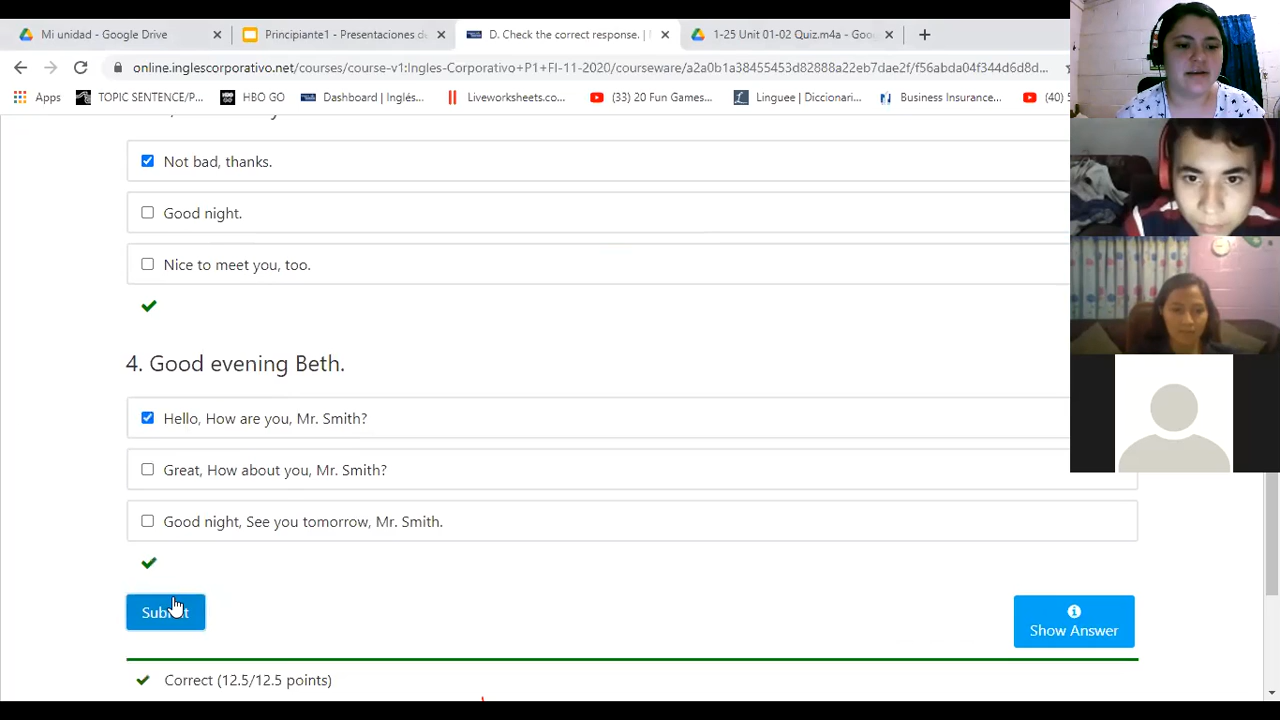 Mi unidad - Google Drive
Principiante1 - Presentaciones de
D. Check the correct response. |
1-25 Unit 01-02 Quiz.m4a - Goo
online.inglescorporativo.net/courses/course-v1:Ingles-Corporativo+P1+FI-11-2020/courseware/a2a0b1a38455453d82888a22eb7dae2f/f56abda04f344d6d8d...
Apps
TOPIC SENTENCE/P...
HBO GO
Dashboard | Inglés...
Liveworksheets.co...
(33) 20 Fun Games...
Linguee | Diccionari...
Business Insurance...
(40)
Not bad, thanks.
Good night.
Nice to meet you, too.
4. Good evening Beth.
Hello, How are you, Mr. Smith?
Great, How about you, Mr. Smith?
Good night, See you tomorrow, Mr. Smith.
Submit
Show Answer
Correct (12.5/12.5 points)